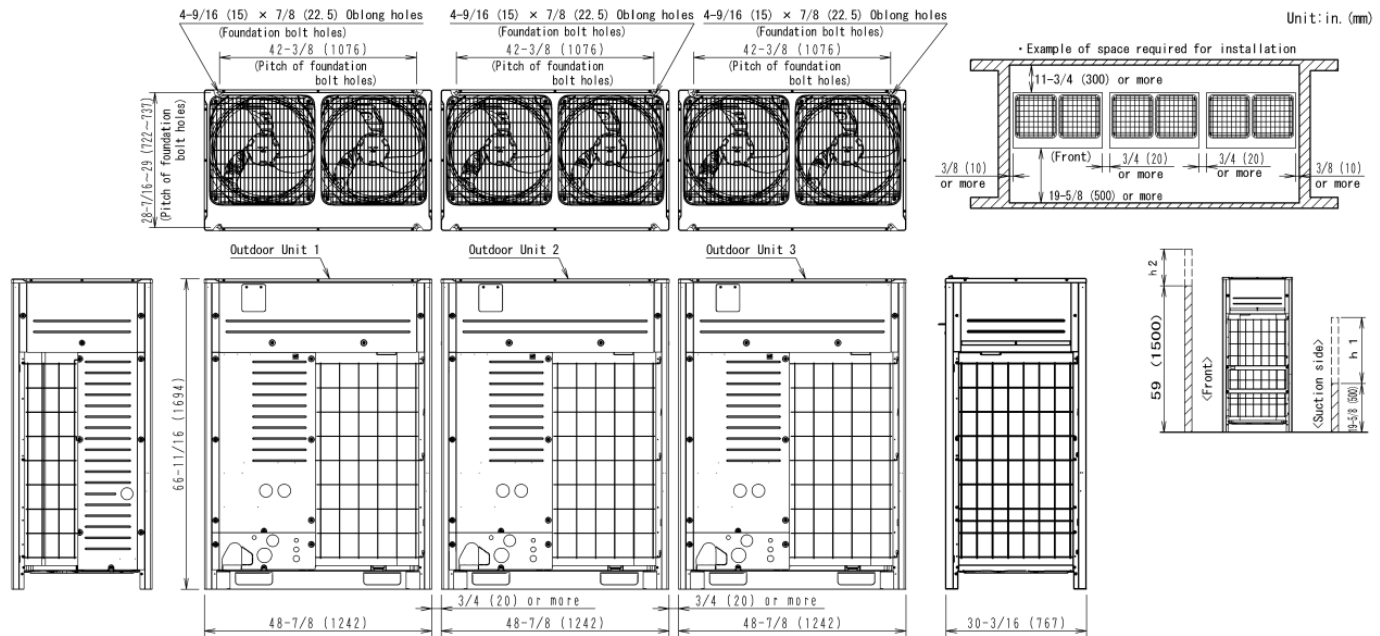 4-9/16 (15) × 7/8 (22.5) Oblong holes
(Foundation bolt holes)
42-3/8 (1076)
(Pitch of foundation
bolt holes)
4-9/16 (15) × 7/8 (22.5) Oblong holes
(Foundation bolt holes)
42-3/8 (1076)
(Pitch of foundation
bolt holes)
4-9/16 (15) × 7/8 (22.5) Oblong holes
(Foundation bolt holes)
42-3/8 (1076)
(Pitch of foundation
bolt holes)
Unit:in. (mm)
・Example of space required for installation
11-3/4 (300) or more
(Front)
3/4 (20)
or more
3/4 (20)
or more
3/8 (10)
or more
3/8 (10)
or more
19-5/8 (500) or more
28-7/16~29 (722~737)
(Pitch of foundation
bolt holes)
Outdoor Unit 1
Outdoor Unit 2
Outdoor Unit 3
66-11/16 (1694)
h2
59 (1500)
<Front>
<Suction side>
h1
19-5/8 (500)
3/4 (20) or more
3/4 (20) or more
48-7/8 (1242)
48-7/8 (1242)
48-7/8 (1242)
30-3/16 (767)